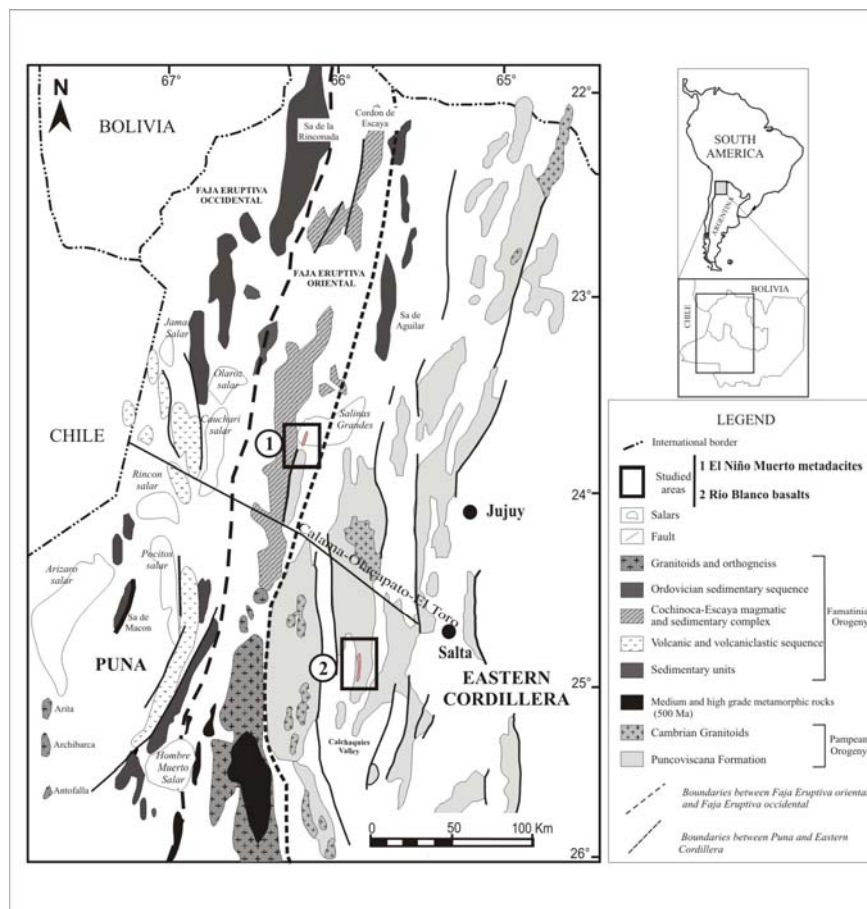 67°
66°
65°
N
BOLIVIA
Sa de la
Rinconada
Cordon de
Escaya
22°
FAJA ERUPTIVA
OCCIDENTAL
FAJA ERUPTIVA
ORIENTAL
23°
Sa de
Aguilar
Jama
Salar
Olaroz
salar
Cauchari
salar
Salinas
Grandes
CHILE
1
Rincon
salar
24°
Jujuy
Calama-Olacapato-El Toro
Arizaro
salar
Pocitos
salar
Sa de
Macon
Salta
PUNA
2
EASTERN
CORDILLERA
25°
Arita
Archibarca
Antofalla
Hombre
Muerto
Salar
Calchaquies
Valley
0 50 100 Km
26°
SOUTH
AMERICA
ARGENTINA
BOLIVIA
CHILE
LEGEND
International border
Studied
areas
1 El Niño Muerto metadacites
2 Rio Blanco basalts
Salars
Fault
Granitoids and orthogneiss
Ordovician sedimentary sequence
Cochinoca-Escaya magmatic
and sedimentary complex
Volcanic and volcaniclastic sequence
Sedimentary units
Famatinian
Orogeny
Medium and high grade metamorphic rocks
(500 Ma)
Cambrian Granitoids
Puncoviscana Formation
Pampean
Orogeny
Boundaries between Faja Eruptiva oriental
and Faja Eruptiva occidental
Boundaries between Puna and Eastern
Cordillera